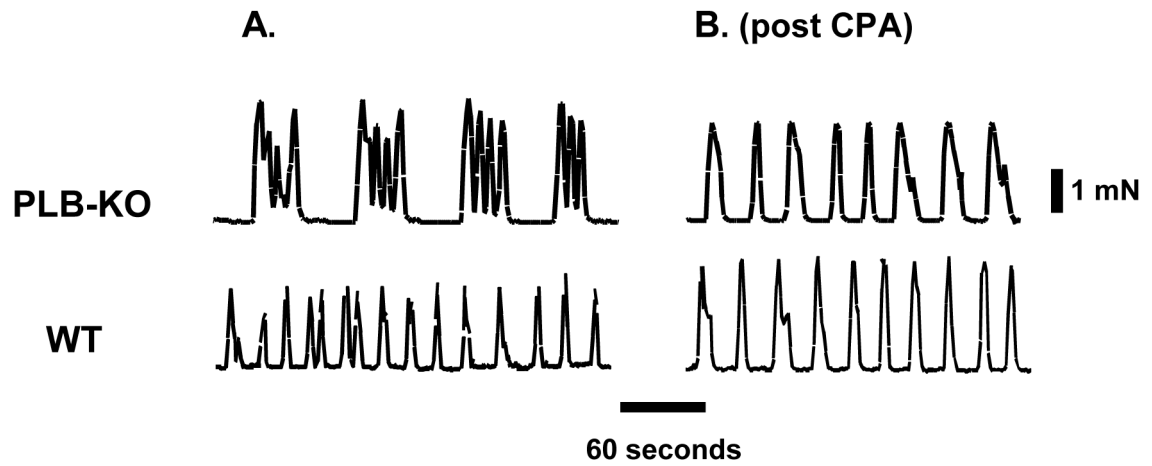 A.
B. (post CPA)
PLB-KO
1 mN
WT
60 seconds